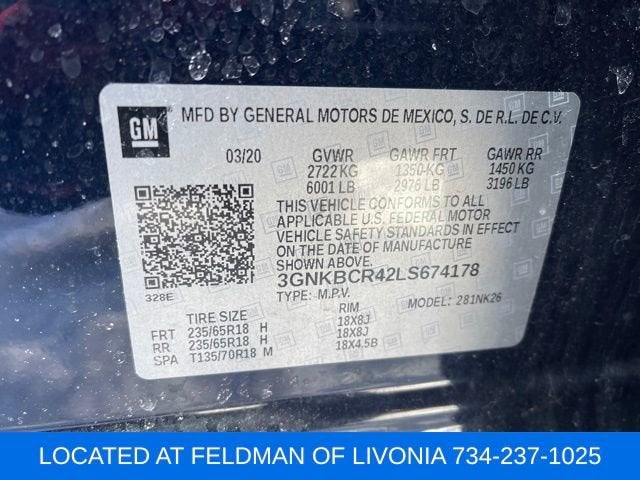 GM
MFD BY GENERAL MOTORS DE MEXICO, S. DE R.L. DE C.V.
03/20 GVWR GAWR FRT GAWR RR
2722 KG 1350 KG 1450 KG
6001 LB 2976 LB 3196 LB
THIS VEHICLE CONFORMS TO ALL
APPLICABLE U.S. FEDERAL MOTOR
VEHICLE SAFETY STANDARDS IN EFFECT
ON THE DATE OF MANUFACTURE
SHOWN ABOVE.
3GNKBCR42LS674178
328E
TYPE: M.P.V. MODEL: 281NK26
TIRE SIZE RIM
FRT 235/65R18 H 18X8J
RR 235/65R18 H 18X8J
SPA T135/70R18 M 18X4.5B
LOCATED AT FELDMAN OF LIVONIA 734-237-1025